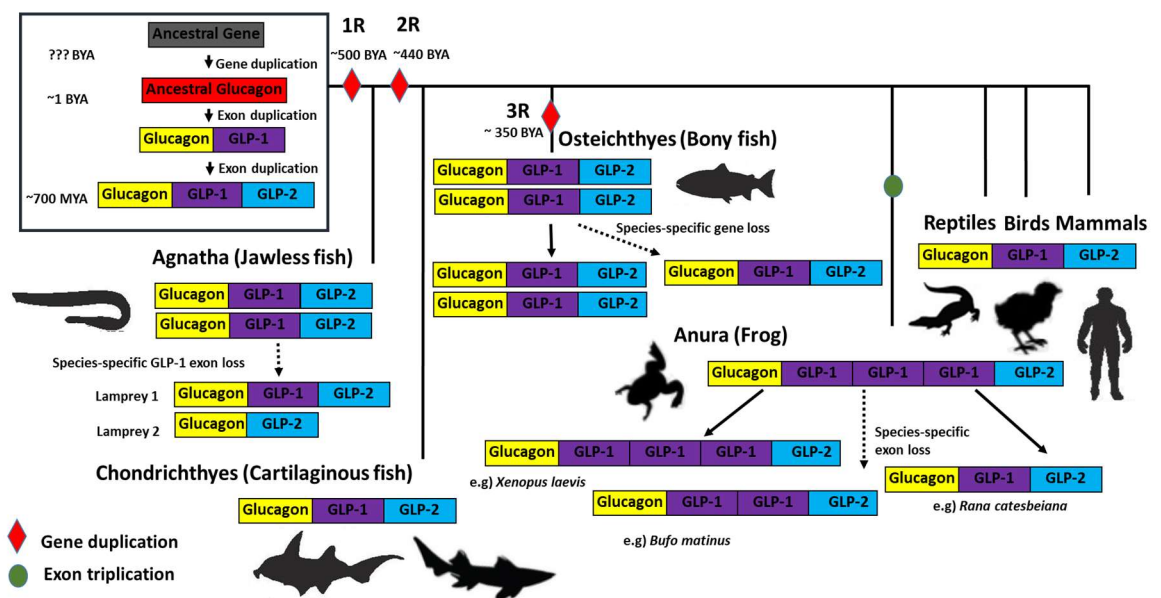 1R
2R
~500 BYA
~440 BYA
Ancestral Gene
??? BYA
Gene duplication
Ancestral Glucagon
~1 BYA
Exon duplication
Glucagon GLP-1
Exon duplication
~700 MYA
Glucagon GLP-1 GLP-2
3R
~ 350 BYA
Osteichthyes (Bony fish)
Glucagon GLP-1 GLP-2
Glucagon GLP-1 GLP-2
Species-specific gene loss
Glucagon GLP-1 GLP-2
Glucagon GLP-1 GLP-2
Glucagon GLP-1 GLP-2
Agnatha (Jawless fish)
Glucagon GLP-1 GLP-2
Glucagon GLP-1 GLP-2
Species-specific GLP-1 exon loss
Lamprey 1
Glucagon GLP-1 GLP-2
Lamprey 2
Glucagon GLP-2
Reptiles Birds Mammals
Glucagon GLP-1 GLP-2
Anura (Frog)
Glucagon GLP-1 GLP-1 GLP-1 GLP-2
Species-specific
exon loss
Glucagon GLP-1 GLP-1 GLP-1 GLP-2
e.g) Xenopus laevis
Glucagon GLP-1 GLP-1 GLP-2
e.g) Bufo matinus
Glucagon GLP-1 GLP-2
e.g) Rana catesbeiana
Chondrichthyes (Cartilaginous fish)
Glucagon GLP-1 GLP-2
Gene duplication
Exon triplication